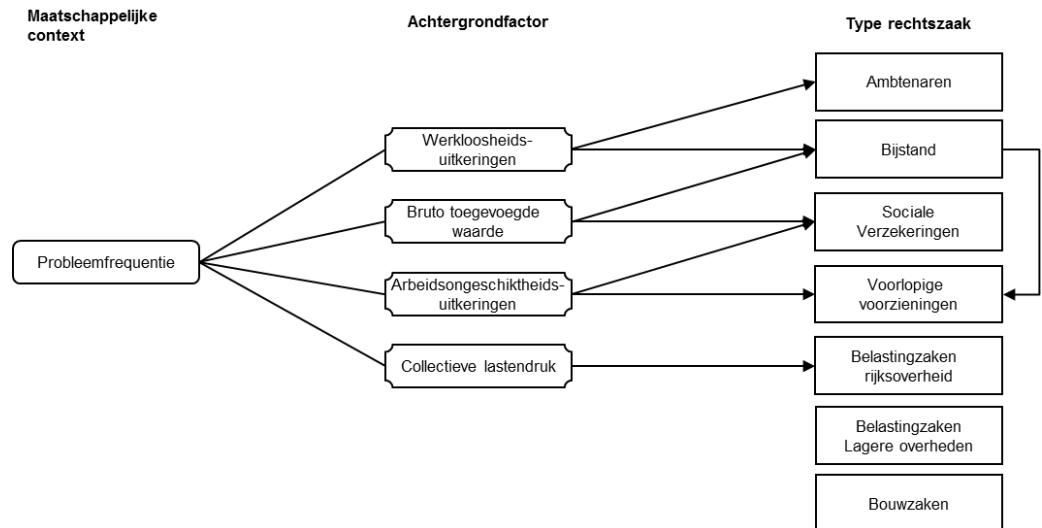 Maatschappelijke
context
Achtergrondfactor
Type rechtszaak
Probleemfrequentie
Werkloosheids-
uitkeringen
Bruto toegevoegde
waarde
Arbeidsongeschiktheids-
uitkeringen
Collectieve lastendruk
Ambtenaren
Bijstand
Sociale
Verzekeringen
Voorlopige
voorzieningen
Belastingzaken
rijksoverheid
Belastingzaken
Lagere overheden
Bouwzaken